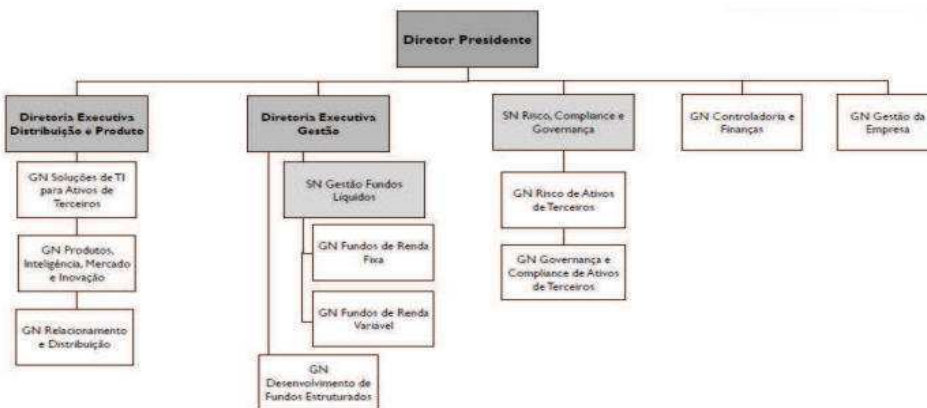 Diretor Presidente
Diretoria Executiva
Distribuição e Produto
Diretoria Executiva
Gestão
SN Risco, Compliance e
Governança
GN Controladoria e
Finanças
GN Gestão da
Empresa
GN Soluções de TI
para Ativos de
Terceiros
GN Produtos,
Inteligência, Mercado
e Inovação
GN Relacionamento
e Distribuição
SN Gestão Fundos
Líquidos
GN Fundos de Renda
Fixa
GN Fundos de Renda
Variável
GN
Desenvolvimento de
Fundos Estruturados
GN Risco de Ativos
de Terceiros
GN Governança e
Compliance de Ativos
de Terceiros